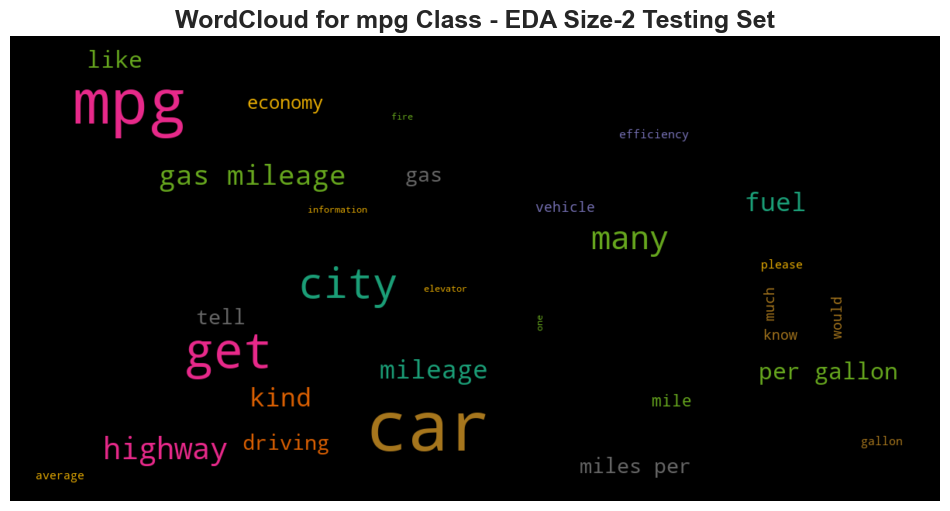 WordCloud for mpg Class - EDA Size-2 Testing Set
like
mpg
economy
fire
efficiency
gas mileage
gas
information
vehicle
fuel
many
please
city
elevator
much
would
one
tell
know
get
mileage
per gallon
kind
mile
car
highway
driving
gallon
miles per
average